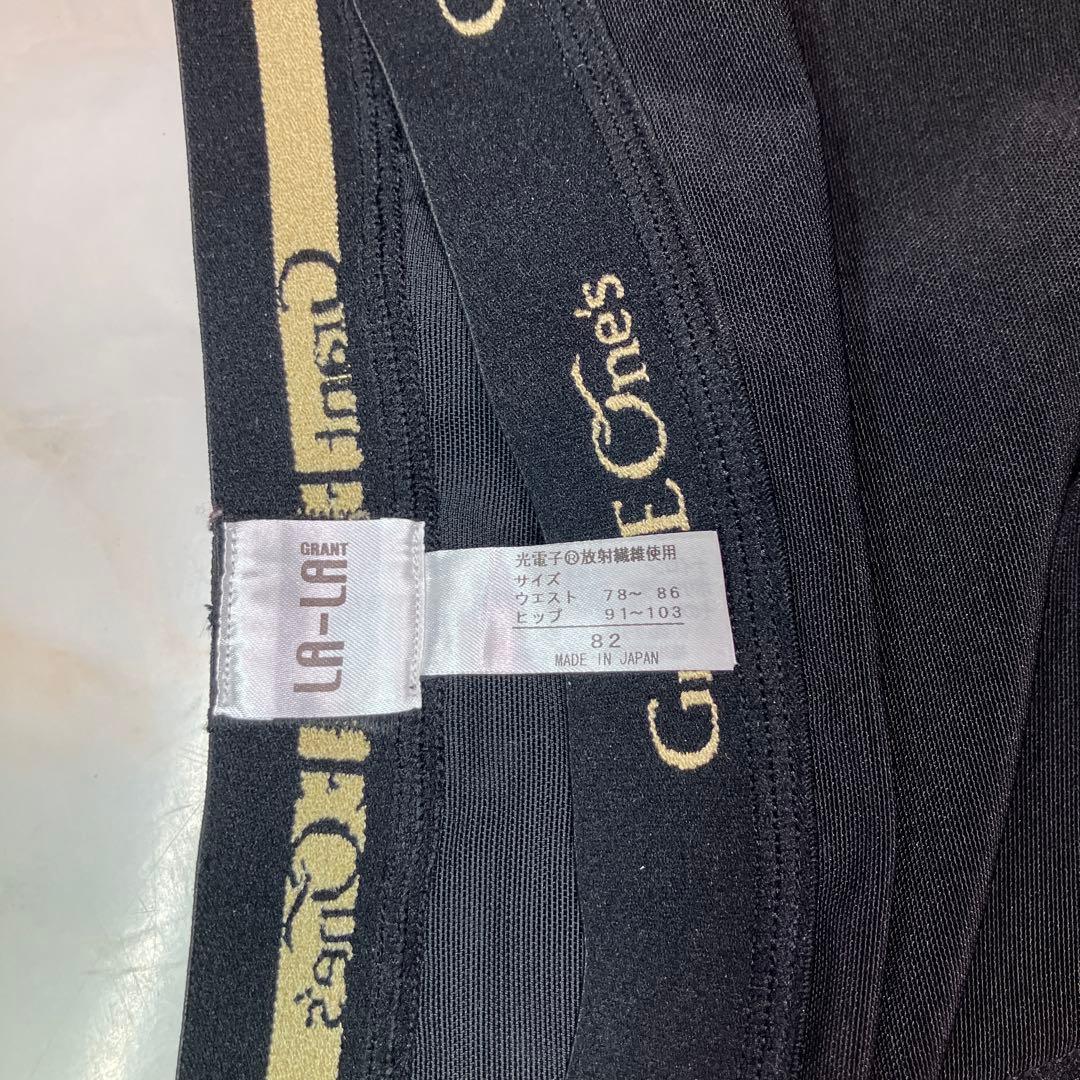 GRANT
LA-LA
光電子®放射繊維使用
サイズ
ウエスト 78～ 86
ヒップ 91～103
82
MADE IN JAPAN
One's